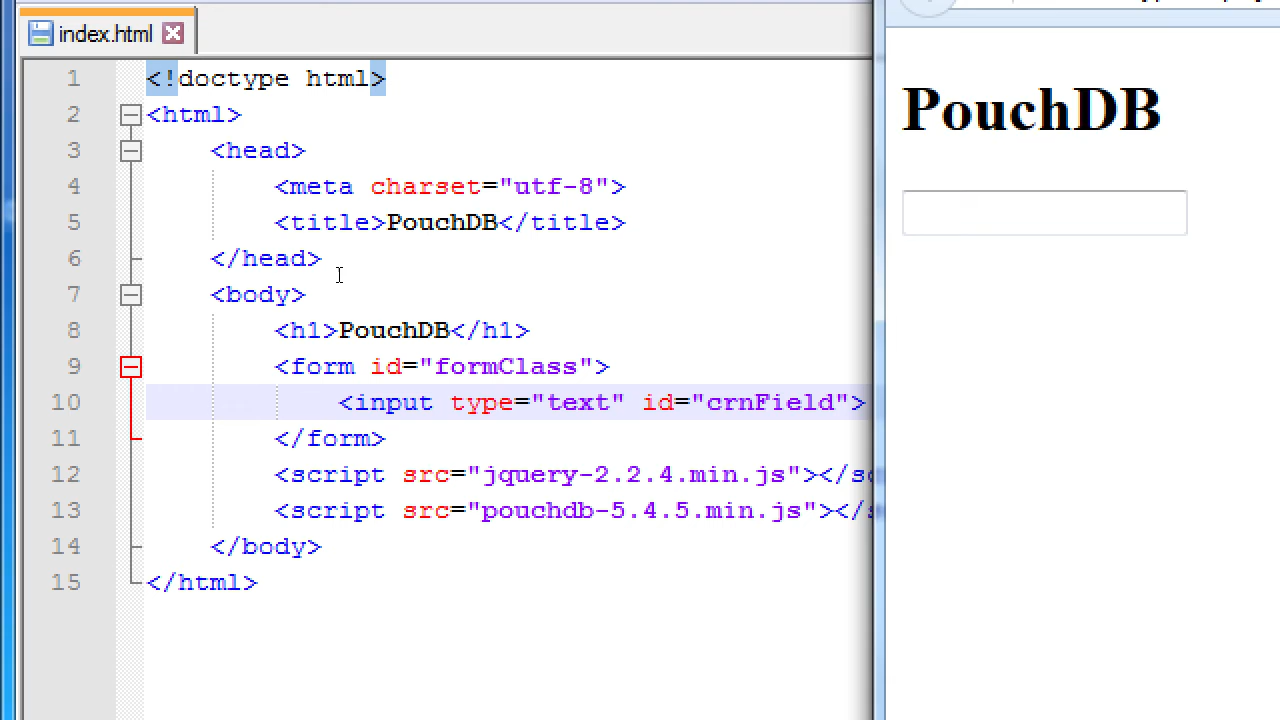 index.html
1 <!doctype html>
2 <html>
3 <head>
4 <meta charset="utf-8">
5 <title>PouchDB</title>
6 </head>
7 <body>
8 <h1>PouchDB</h1>
9 <form id="formClass">
10 <input type="text" id="crnField">
11 </form>
12 <script src="jquery-2.2.4.min.js"></sc
13 <script src="pouchdb-5.4.5.min.js"></s
14 </body>
15 </html>
PouchDB